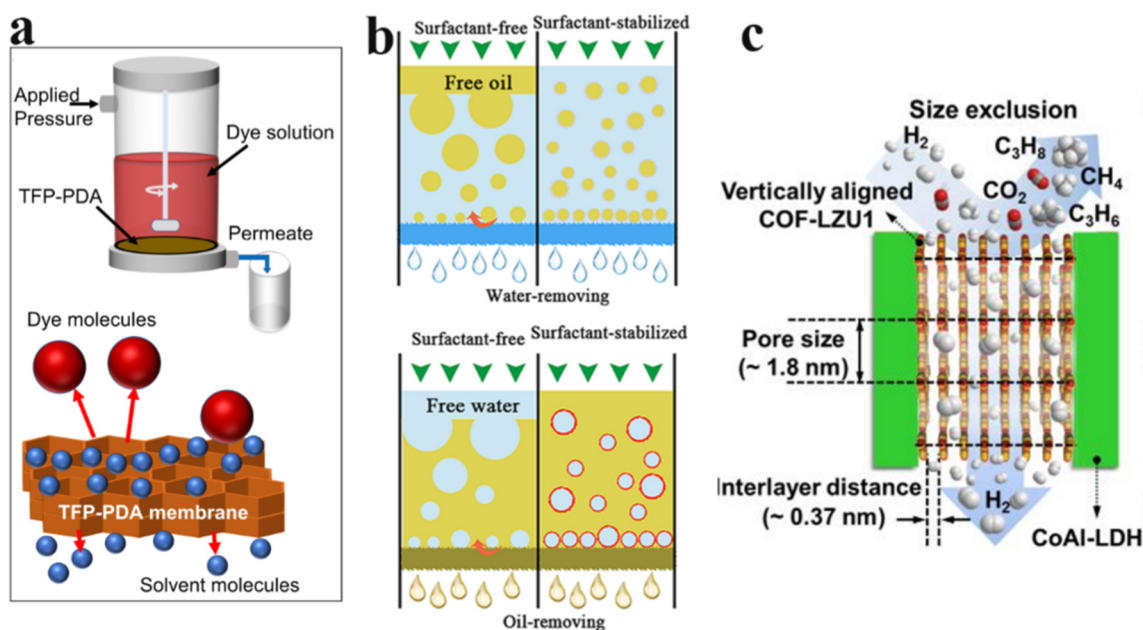 a
Applied
Pressure
Dye solution
TFP-PDA
Permeate
Dye molecules
TFP-PDA membrane
Solvent molecules
b
Surfactant-free
Surfactant-stabilized
Free oil
Water-removing
Surfactant-free
Surfactant-stabilized
Free water
Oil-removing
c
Size exclusion
H₂
C₃H₈
CH₄
CO₂
C₃H₆
Vertically aligned
COF-LZU1
Pore size
(~ 1.8 nm)
Interlayer distance
(~ 0.37 nm)
H₂
CoAl-LDH